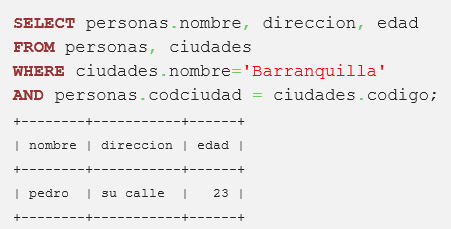 SELECT personas.nombre, direccion, edad
FROM personas, ciudades
WHERE ciudades.nombre='Barranquilla'
AND personas.codciudad = ciudades.codigo;
+--------+-----------+------+
| nombre | direccion | edad |
+--------+-----------+------+
| pedro  | su calle  |   23 |
+--------+-----------+------+